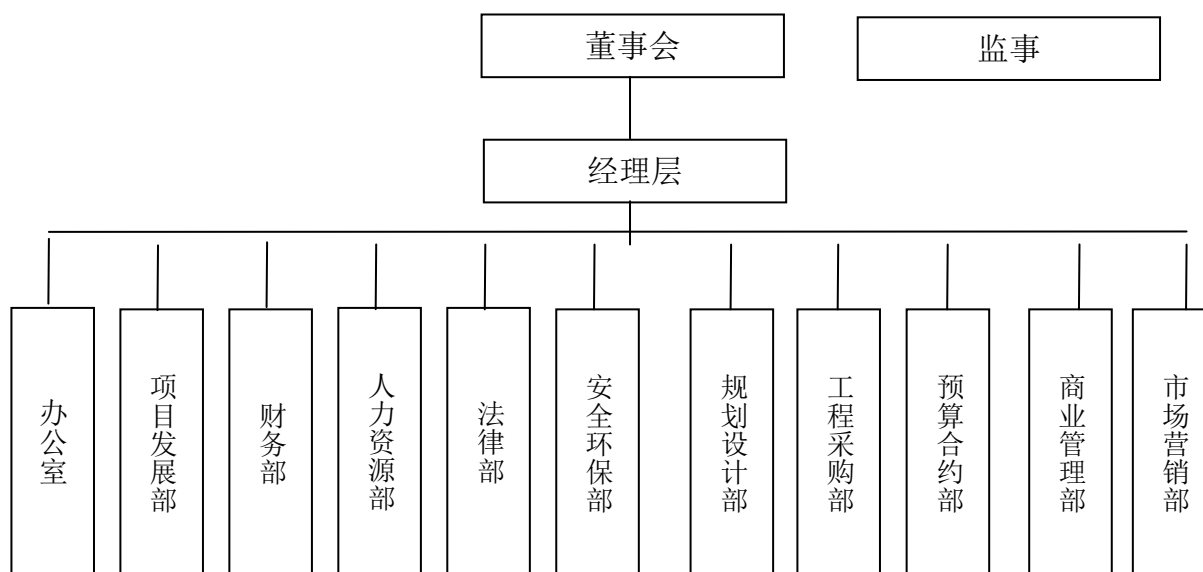 董事会
监事
经理层
办公室
项目发展部
财务部
人力资源部
法律部
安全环保部
规划设计部
工程采购部
预算合约部
商业管理部
市场营销部